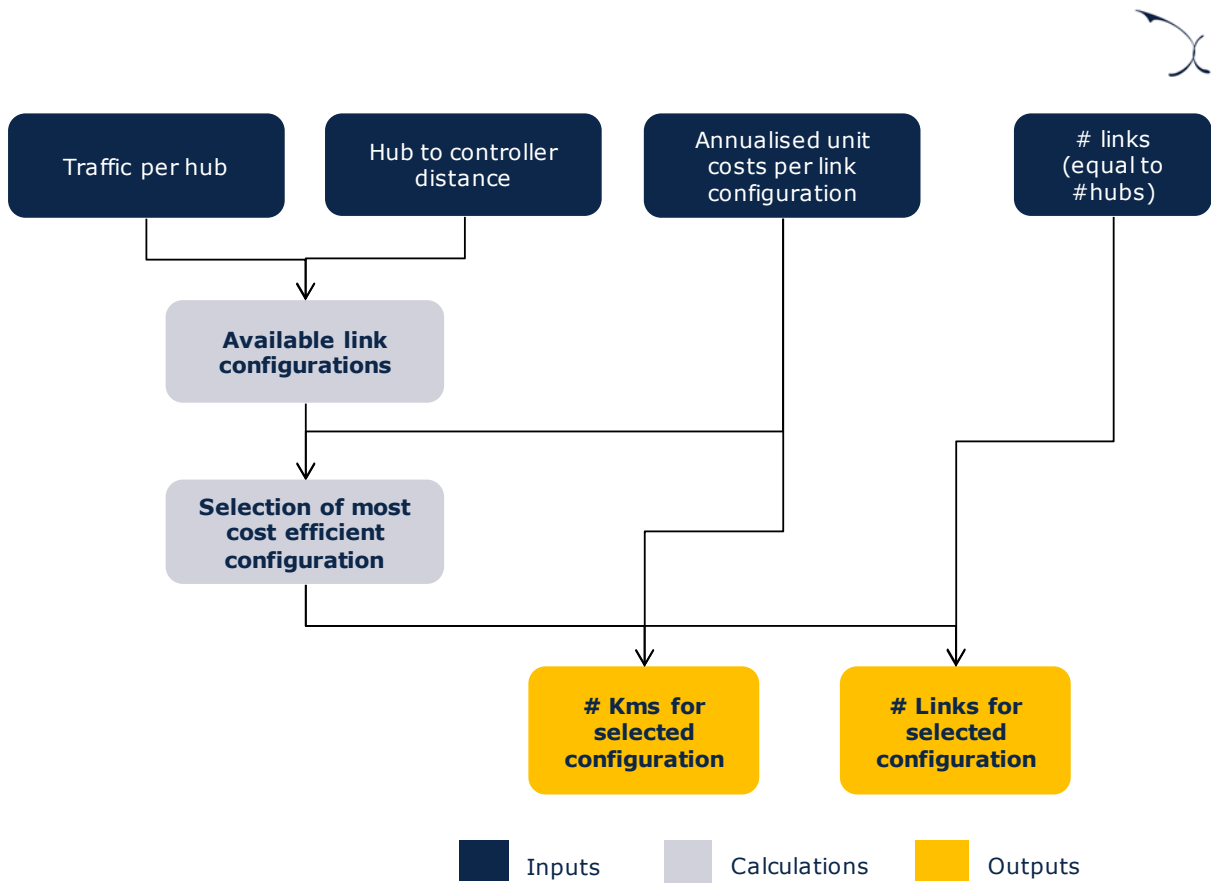 Traffic per hub
Hub to controller
distance
Annualised unit
costs per link
configuration
# links
(equal to
#hubs)
Available link
configurations
Selection of most
cost efficient
configuration
# Kms for
selected
configuration
# Links for
selected
configuration
Inputs
Calculations
Outputs